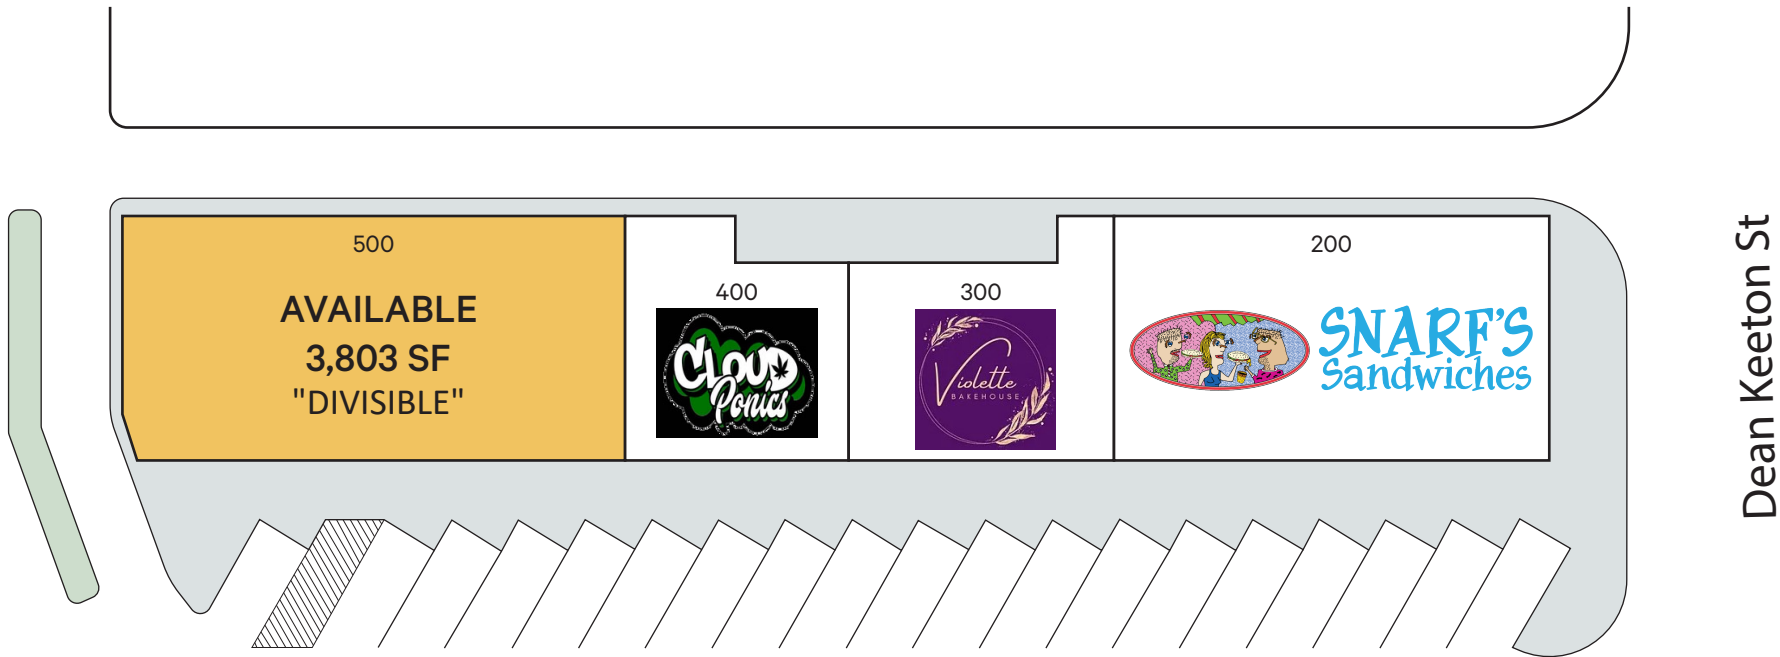 500
AVAILABLE
3,803 SF
"DIVISIBLE"
400
CLOUD
Ponics
300
Violette
BAKEHOUSE
200
SNARF'S
Sandwiches
Dean Keeton St